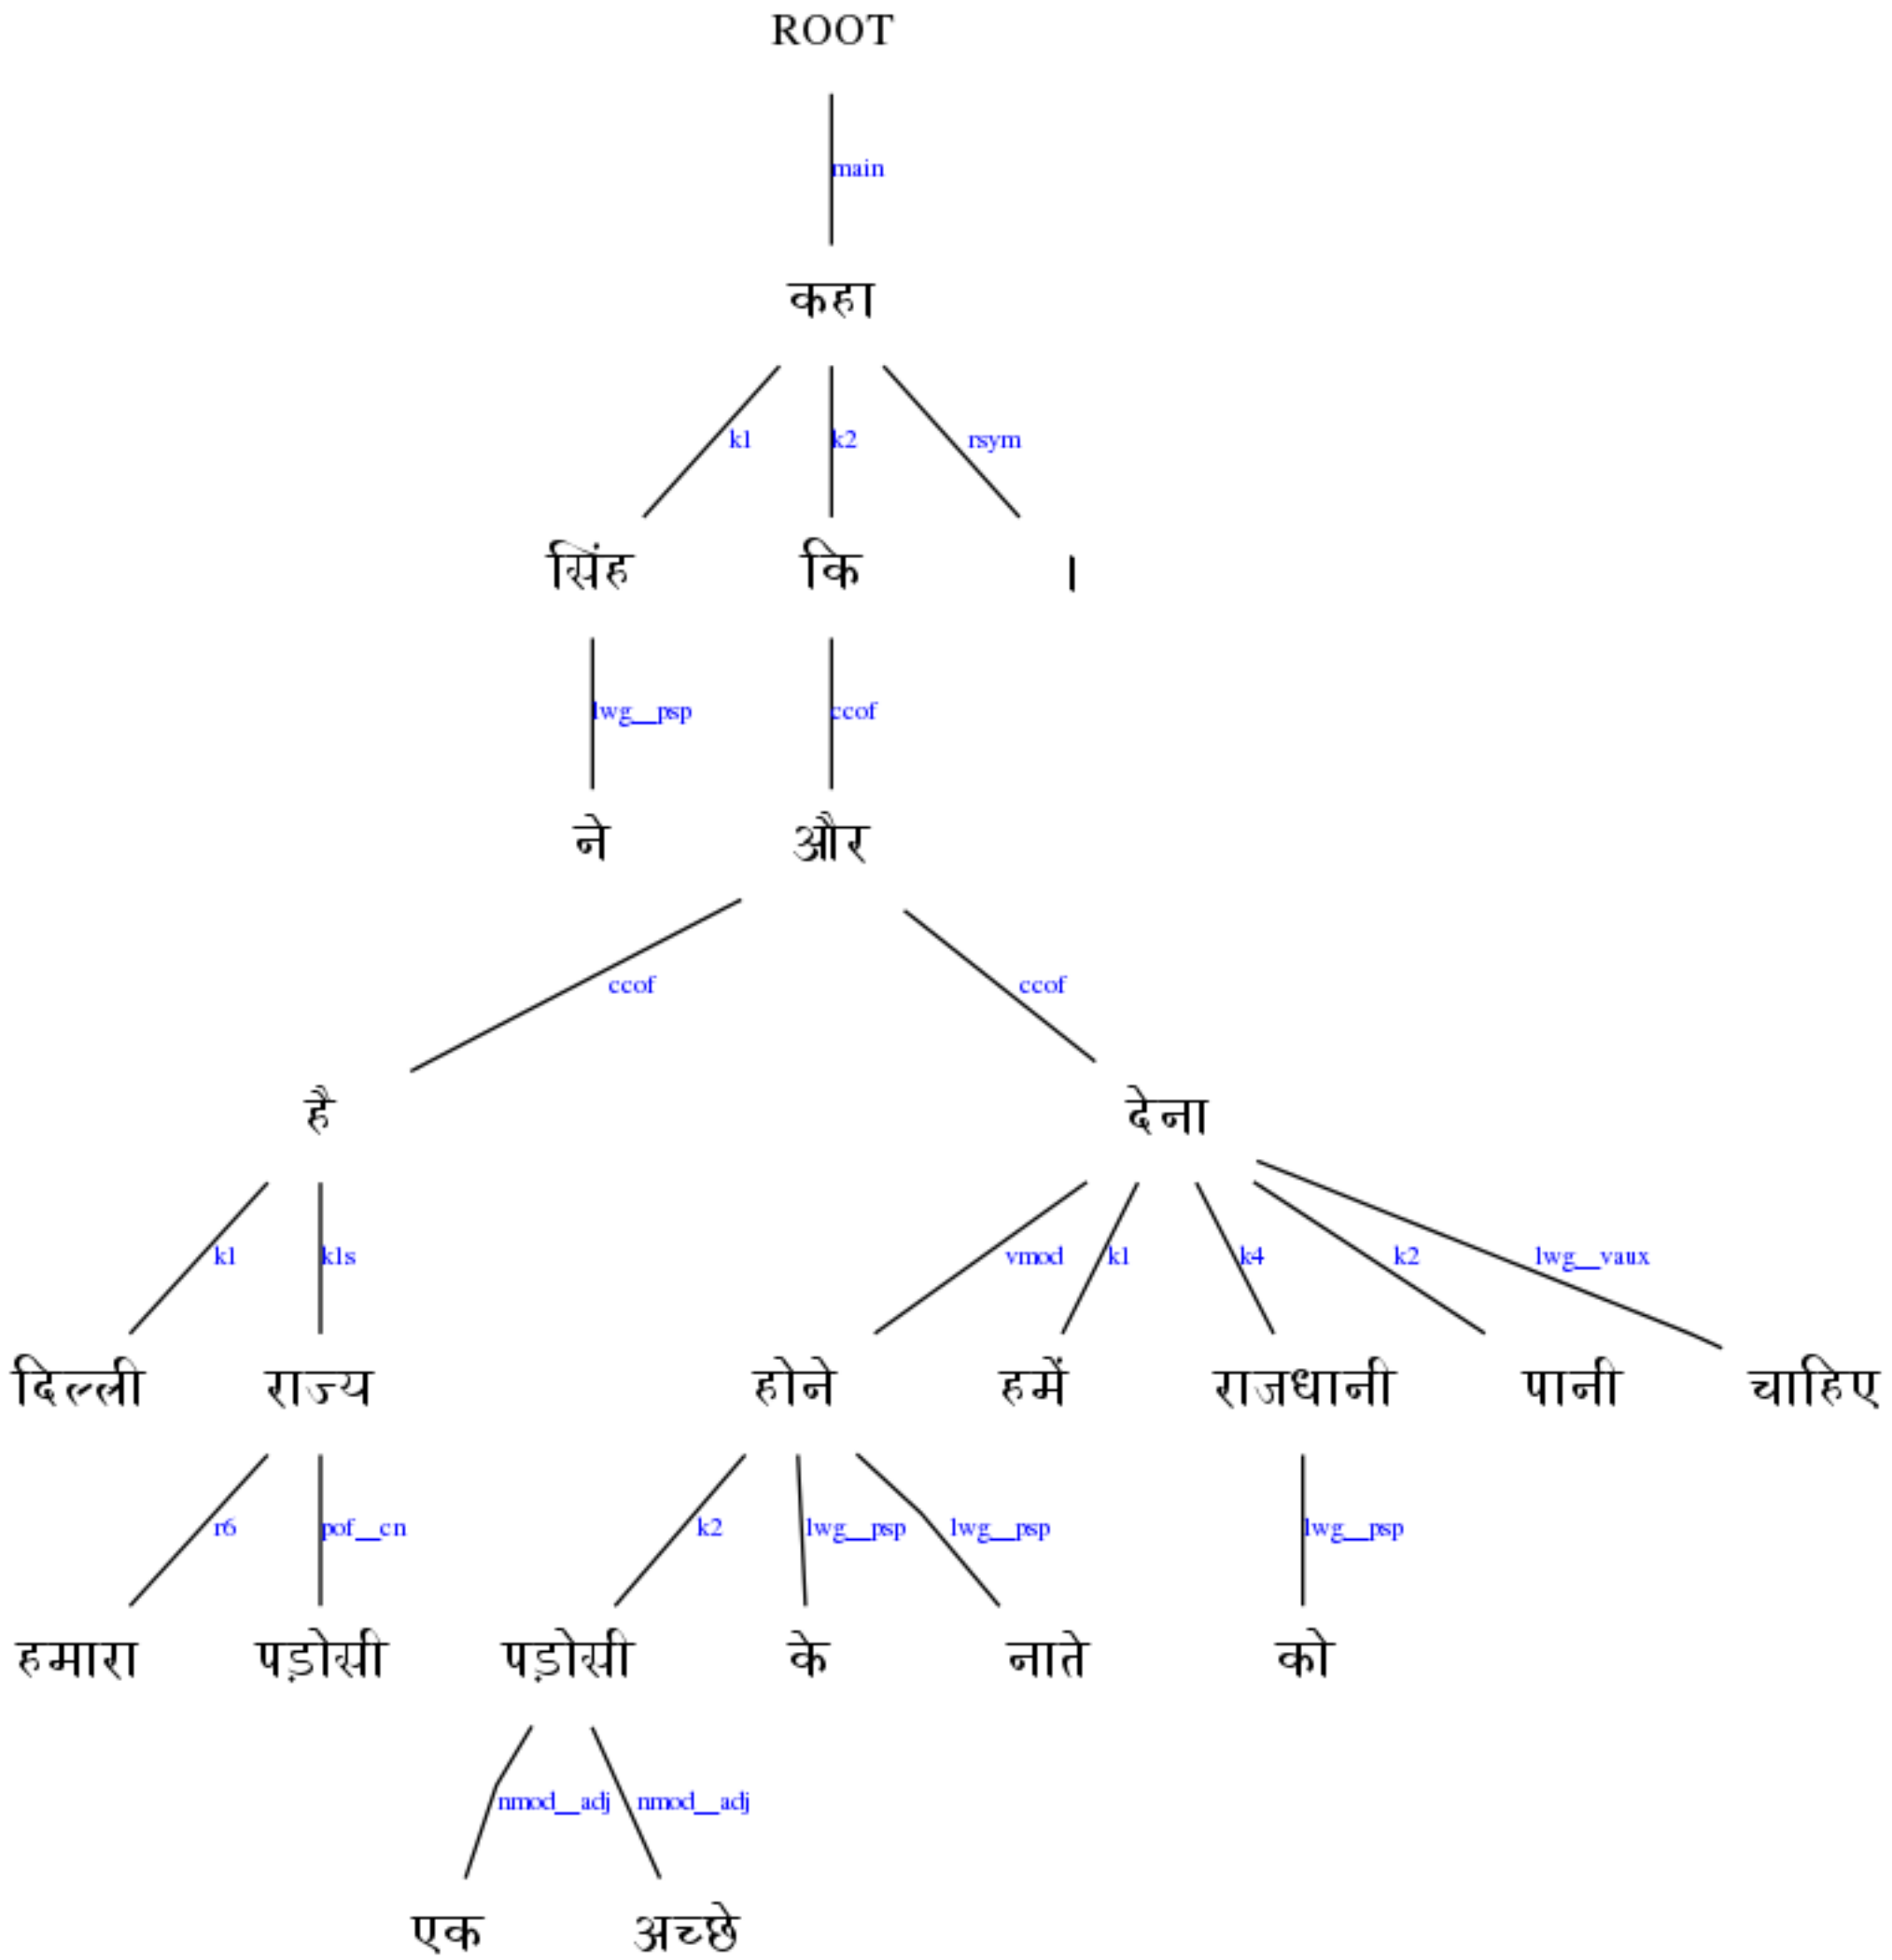 ROOT
main
कहा
k1 k2 rsym
सिंह कि ।
lwg__psp ccof
ने और
ccof ccof
है देना
k1 k1s vmod k1 k4 k2 lwg__vaux
दिल्ली राज्य होने हमें राजधानी पानी चाहिए
r6 pof__cn k2 lwg__psp lwg__psp lwg__psp
हमारा पड़ोसी पड़ोसी के नाते को
nmod__adj nmod__adj
एक अच्छे